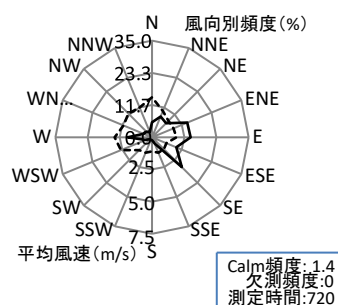 N 風向別頻度(%)
35.0
NNW NNE
NW 23.3 NE
WN... 11.7 ENE
W 0.0 E
WSW 2.5 ESE
SW 5.0 SE
SSW SSE
平均風速(m/s) 7.5
S
Calm頻度: 1.4
欠測頻度:0
測定時間:720